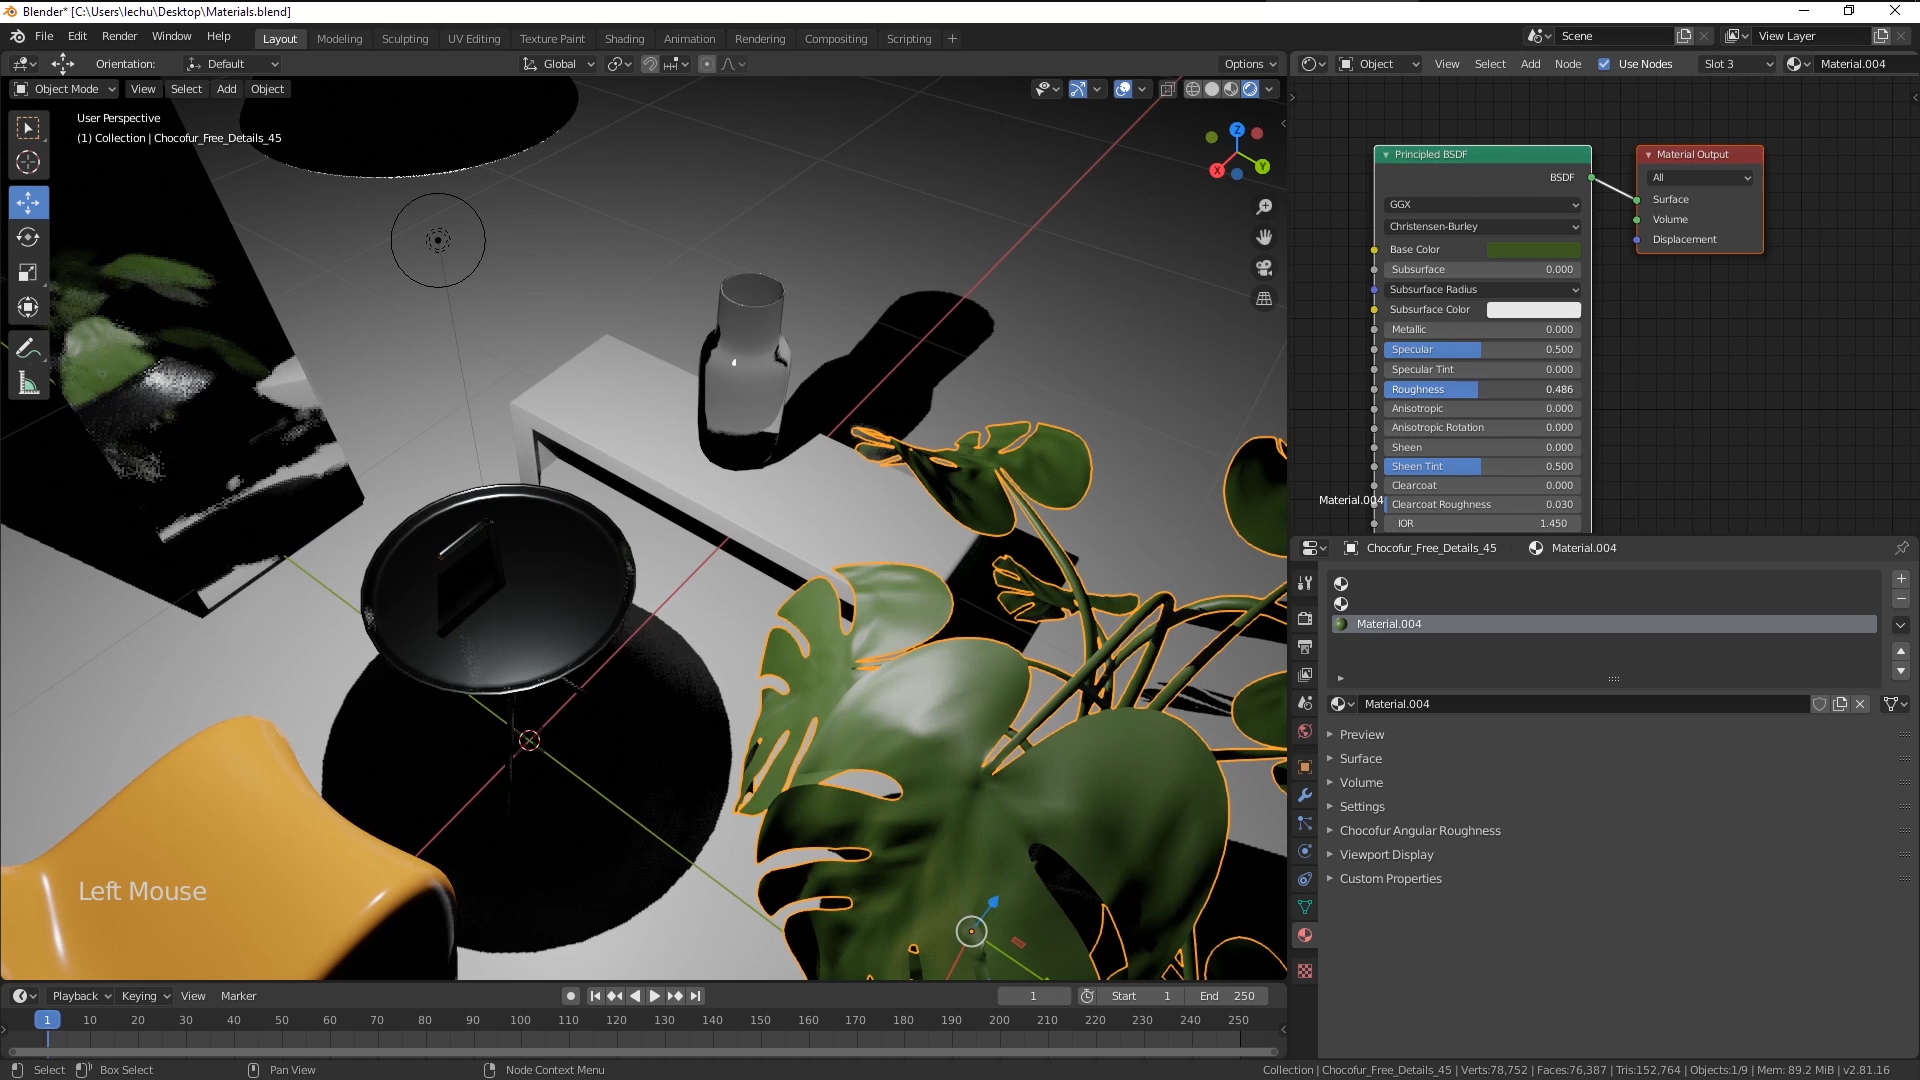 Blender* [C:\Users\lechu\Desktop\Materials.blend]
File Edit Render Window Help
Layout Modeling Sculpting UV Editing Texture Paint Shading Animation Rendering Compositing Scripting +
Scene
View Layer
Orientation: Default
Global
Options
Object View Select Add Node Use Nodes Slot 3 Material.004
Object Mode View Select Add Object
User Perspective
(1) Collection | Chocofur_Free_Details_45
Z
Y
X
Left Mouse
Principled BSDF
BSDF
GGX
Christensen-Burley
Base Color
Subsurface 0.000
Subsurface Radius
Subsurface Color
Metallic 0.000
Specular 0.500
Specular Tint 0.000
Roughness 0.486
Anisotropic 0.000
Anisotropic Rotation 0.000
Sheen 0.000
Sheen Tint 0.500
Clearcoat 0.000
Clearcoat Roughness 0.030
IOR 1.450
Material.004
Material Output
All
Surface
Volume
Displacement
Chocofur_Free_Details_45 Material.004
Material.004
Material.004
Preview
Surface
Volume
Settings
Chocofur Angular Roughness
Viewport Display
Custom Properties
Playback Keying View Marker
1
Start 1
End 250
1 10 20 30 40 50 60 70 80 90 100 110 120 130 140 150 160 170 180 190 200 210 220 230 240 250
Select Box Select Pan View Node Context Menu
Collection | Chocofur_Free_Details_45 | Verts:78,752 | Faces:76,387 | Tris:152,764 | Objects:1/9 | Mem: 89.2 MiB | v2.81.16